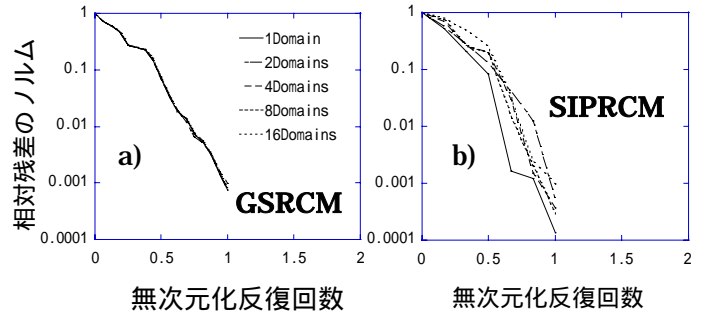 相対残差のノルム
1
0.1
0.01
0.001
0.0001
0
0.5
1
1.5
2
1Domain
2Domains
4Domains
8Domains
16Domains
a)
GSRCM
無次元化反復回数
1
0.1
0.01
0.001
0.0001
0
0.5
1
1.5
2
SIPRCM
b)
無次元化反復回数